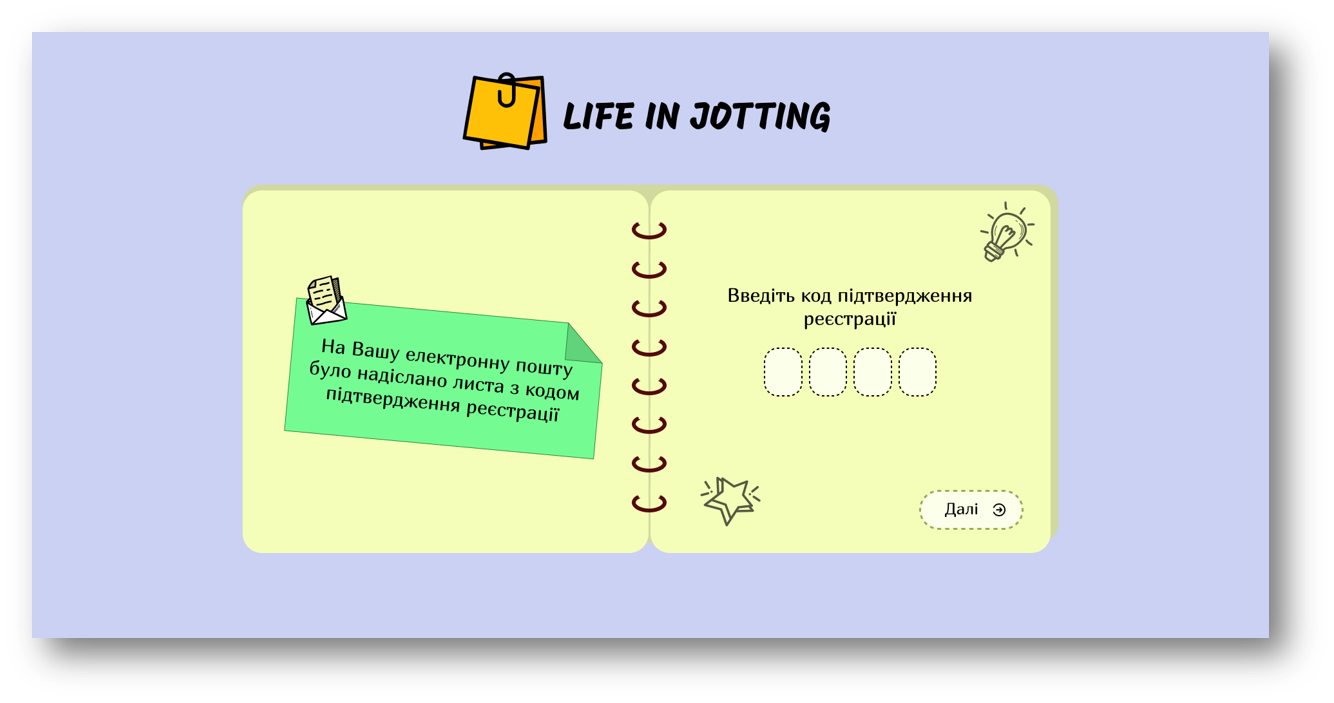 LIFE IN JOTTING
На Вашу електронну пошту
було надіслано листа з кодом
підтвердження реєстрації
Введіть код підтвердження
реєстрації
Далі